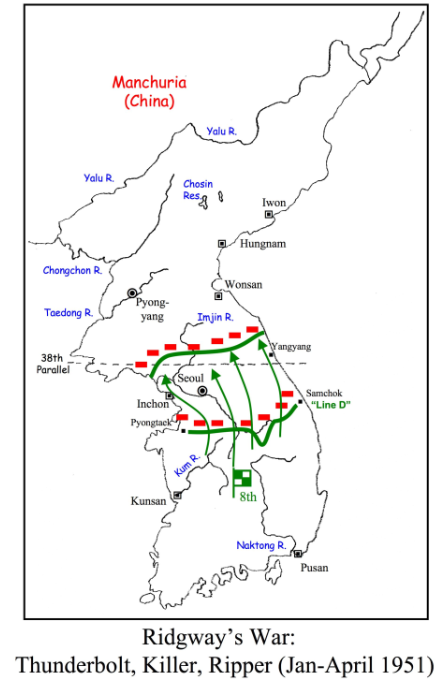 Manchuria
(China)
Yalu R.
Yalu R.
Chosin
Res.
Iwon
Hungnam
Chongchon R.
Wonsan
Pyong-
yang
Taedong R.
Imjin R.
Yangyang
38th
Parallel
Seoul
Inchon
Samchok
"Line D"
Pyongtaek
Kum R.
8th
Kunsan
Naktong R.
Pusan
Ridgway's War:
Thunderbolt, Killer, Ripper (Jan-April 1951)